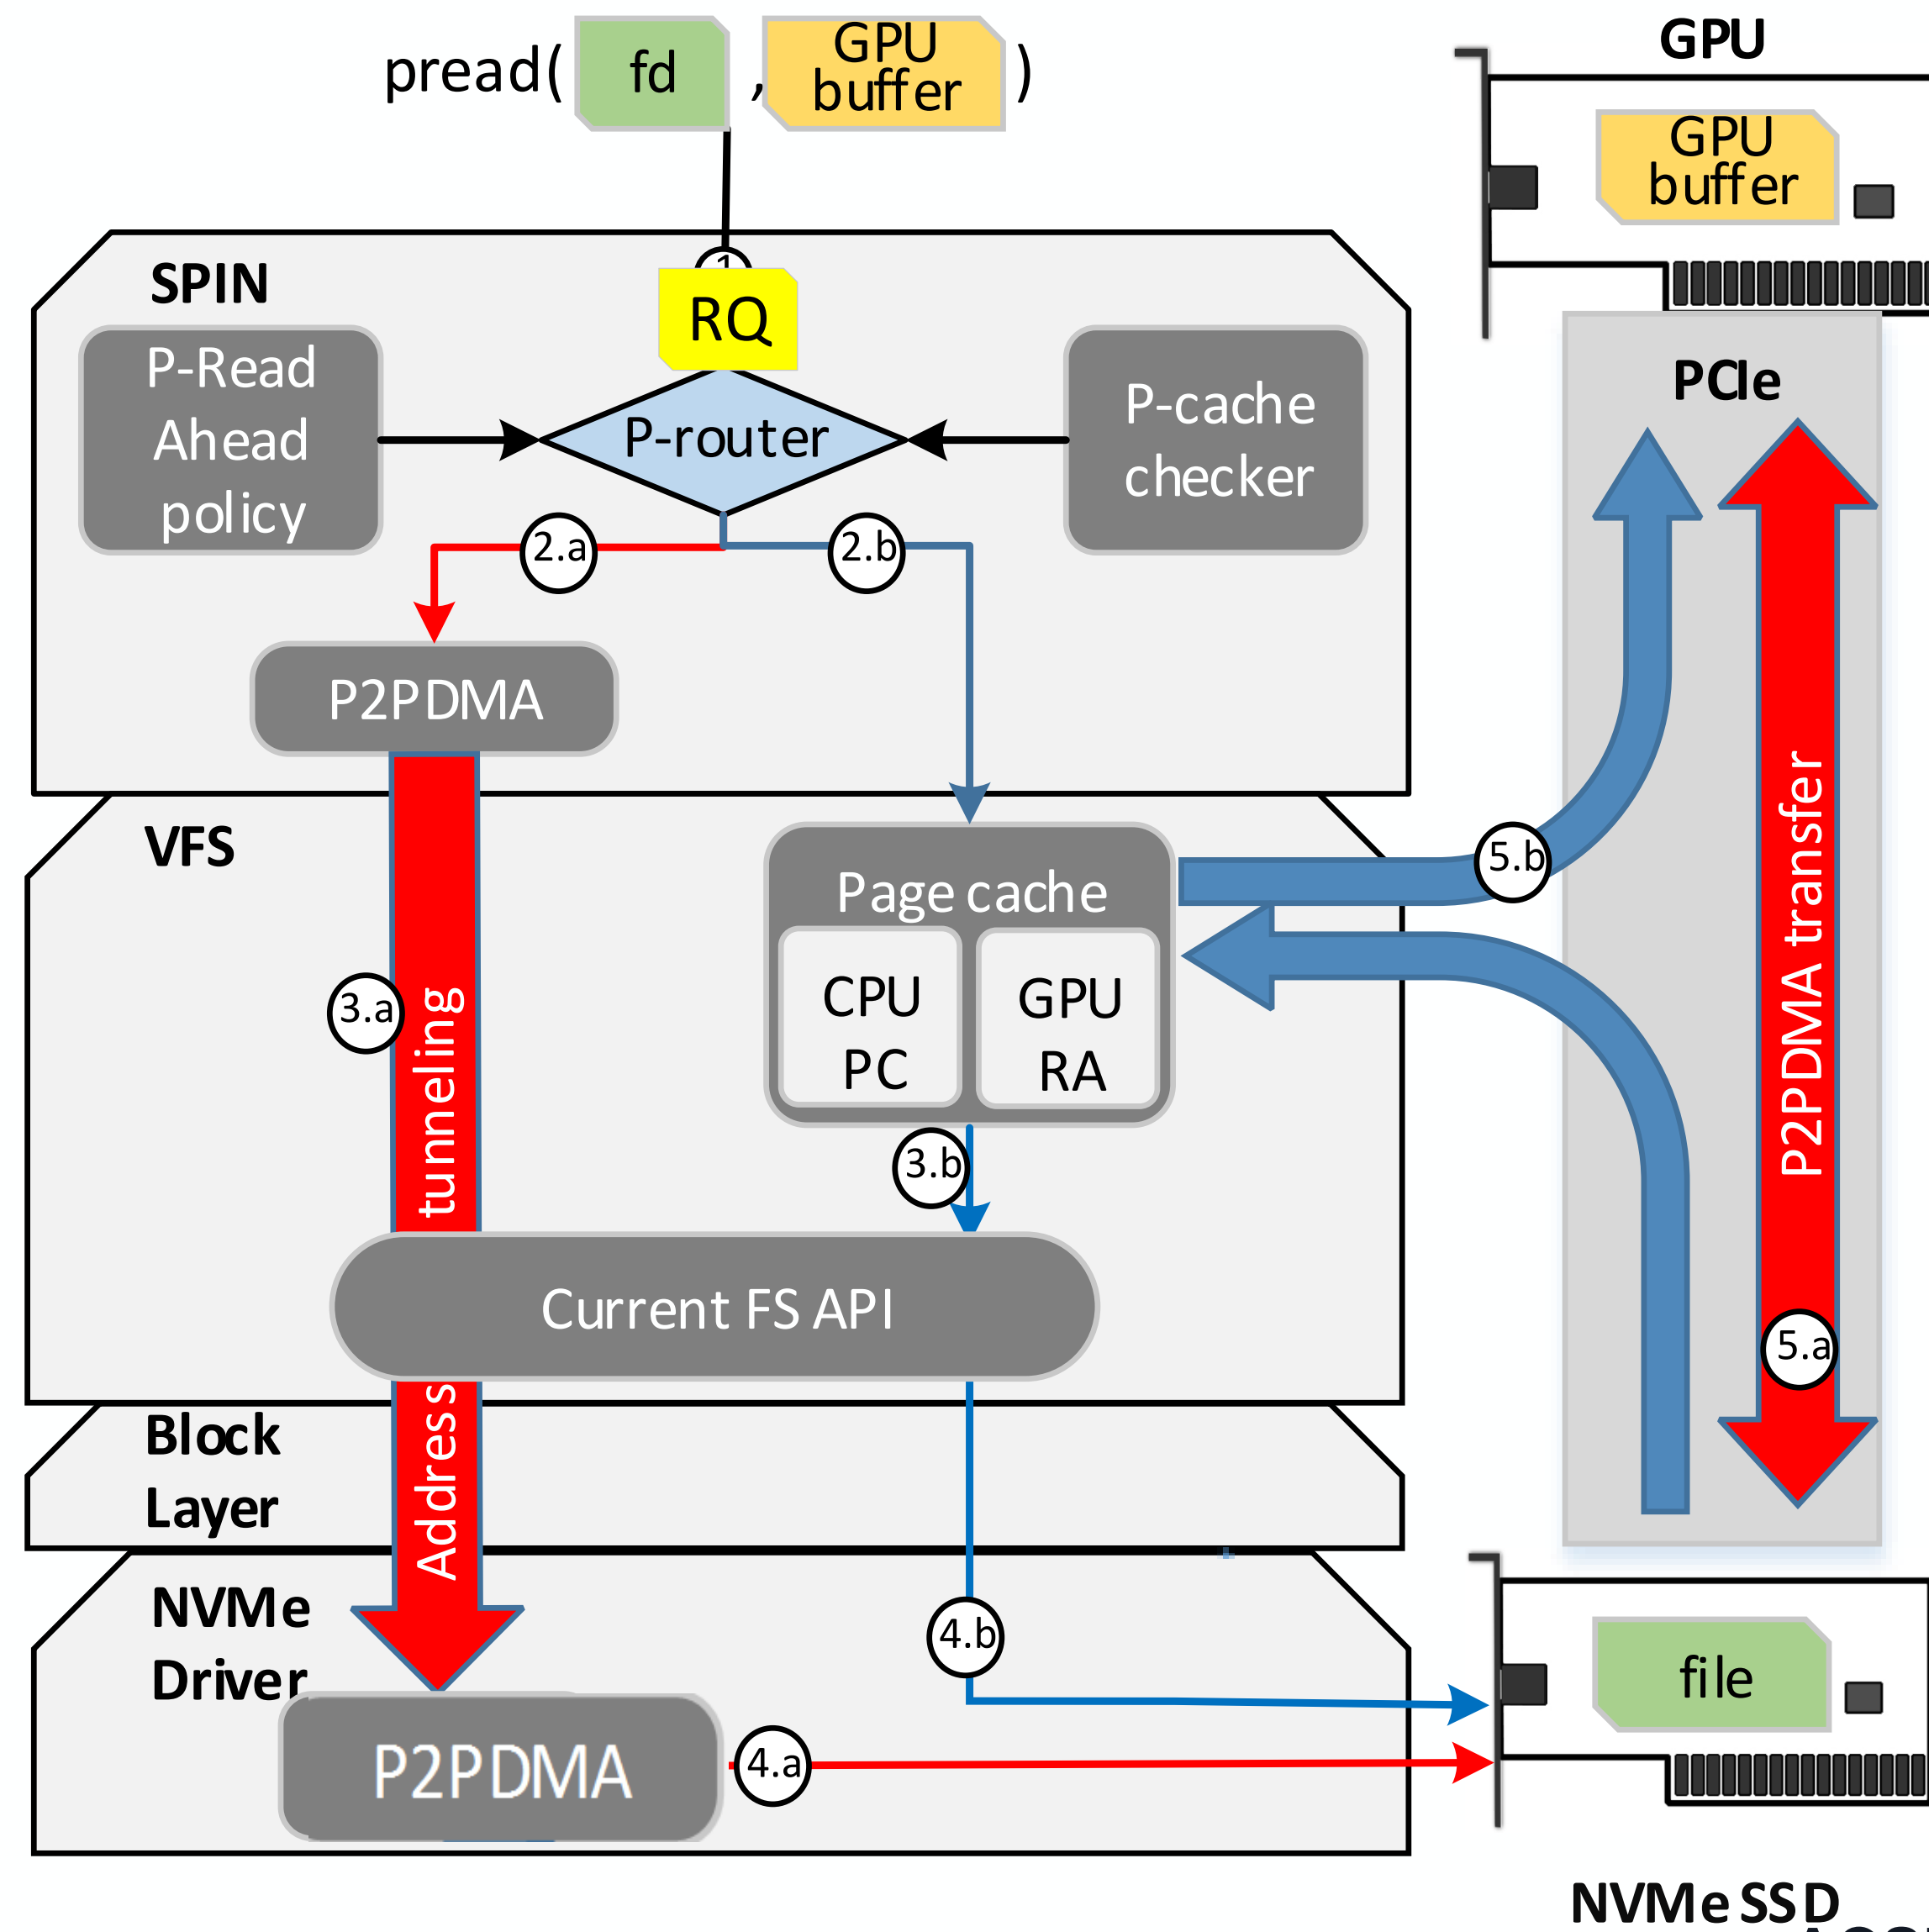 pread( fd , GPU buffer )
GPU
GPU
buffer
1
SPIN
RQ
P-Read
Ahead
policy
P-router
P-cache
checker
PCIe
2.a
2.b
P2PDMA
VFS
Page cache
CPU
PC
GPU
RA
5.b
P2PDMA transfer
3.a
Address tunneling
3.b
Current FS API
5.a
Block
Layer
NVMe
Driver
4.b
file
P2PDMA
4.a
NVMe SSD